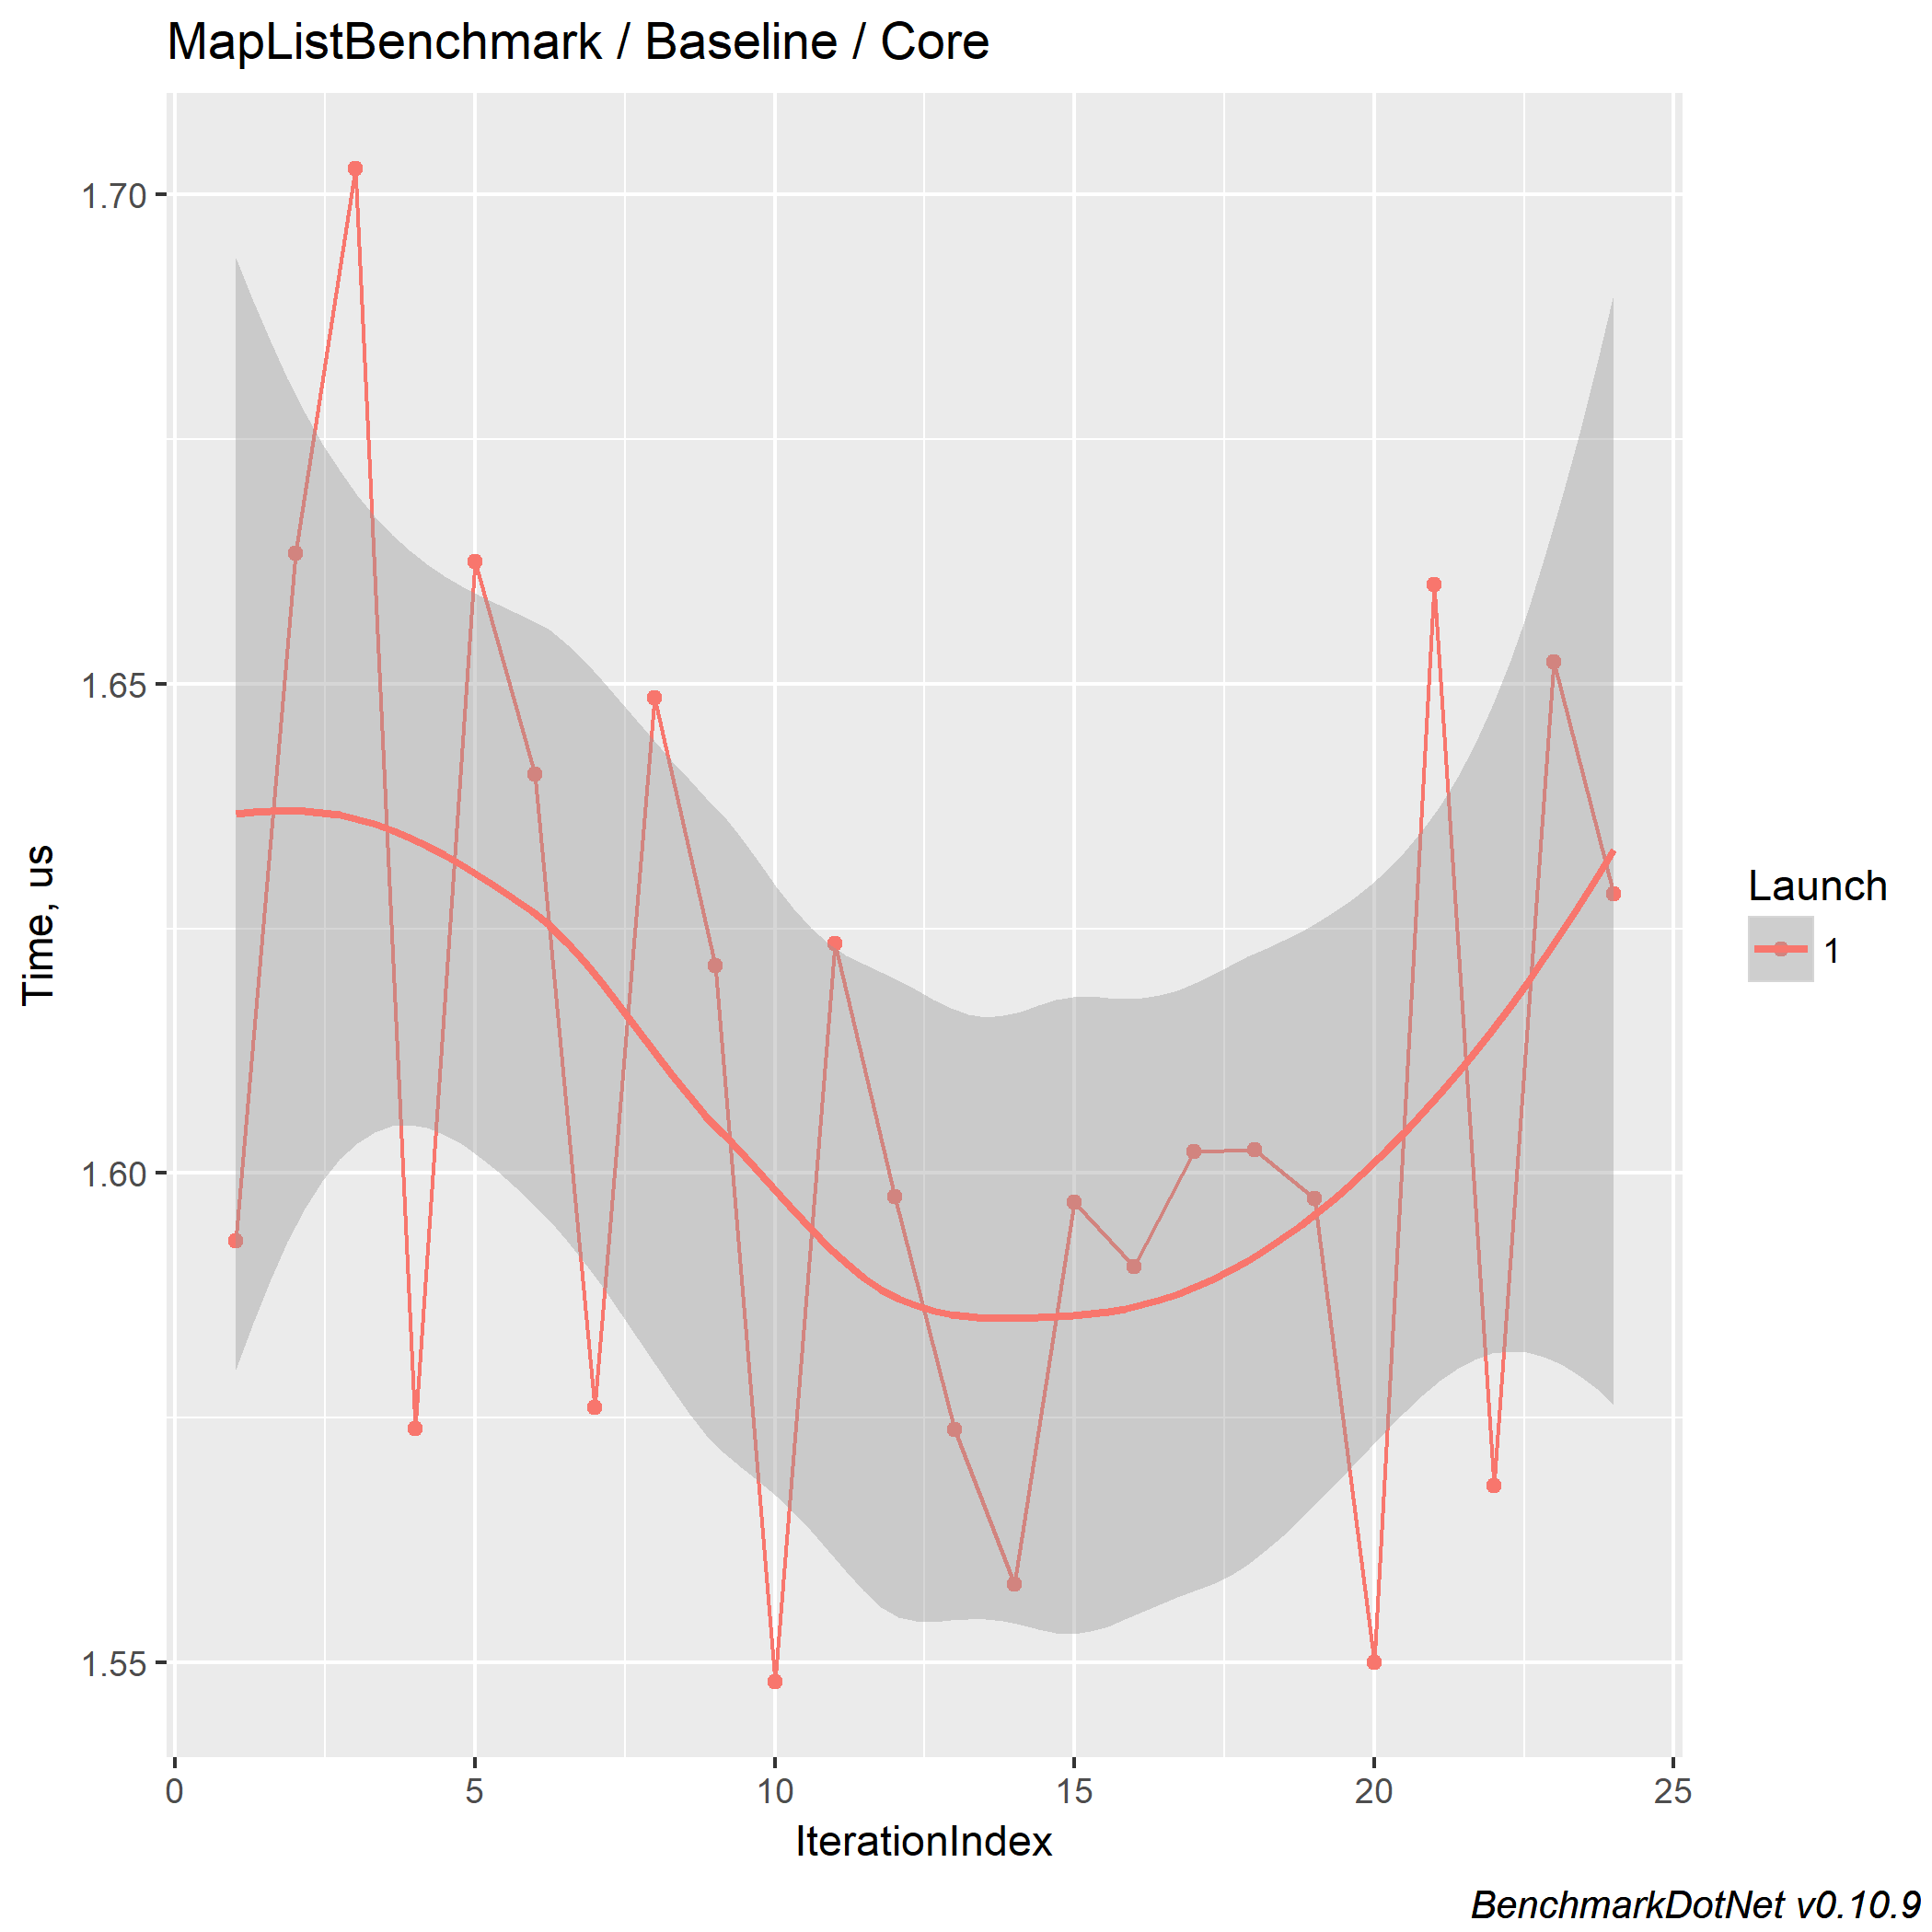 MapListBenchmark / Baseline / Core
1.70
1.65
1.60
1.55
Time, us
0 5 10 15 20 25
IterationIndex
Launch
1
BenchmarkDotNet v0.10.9